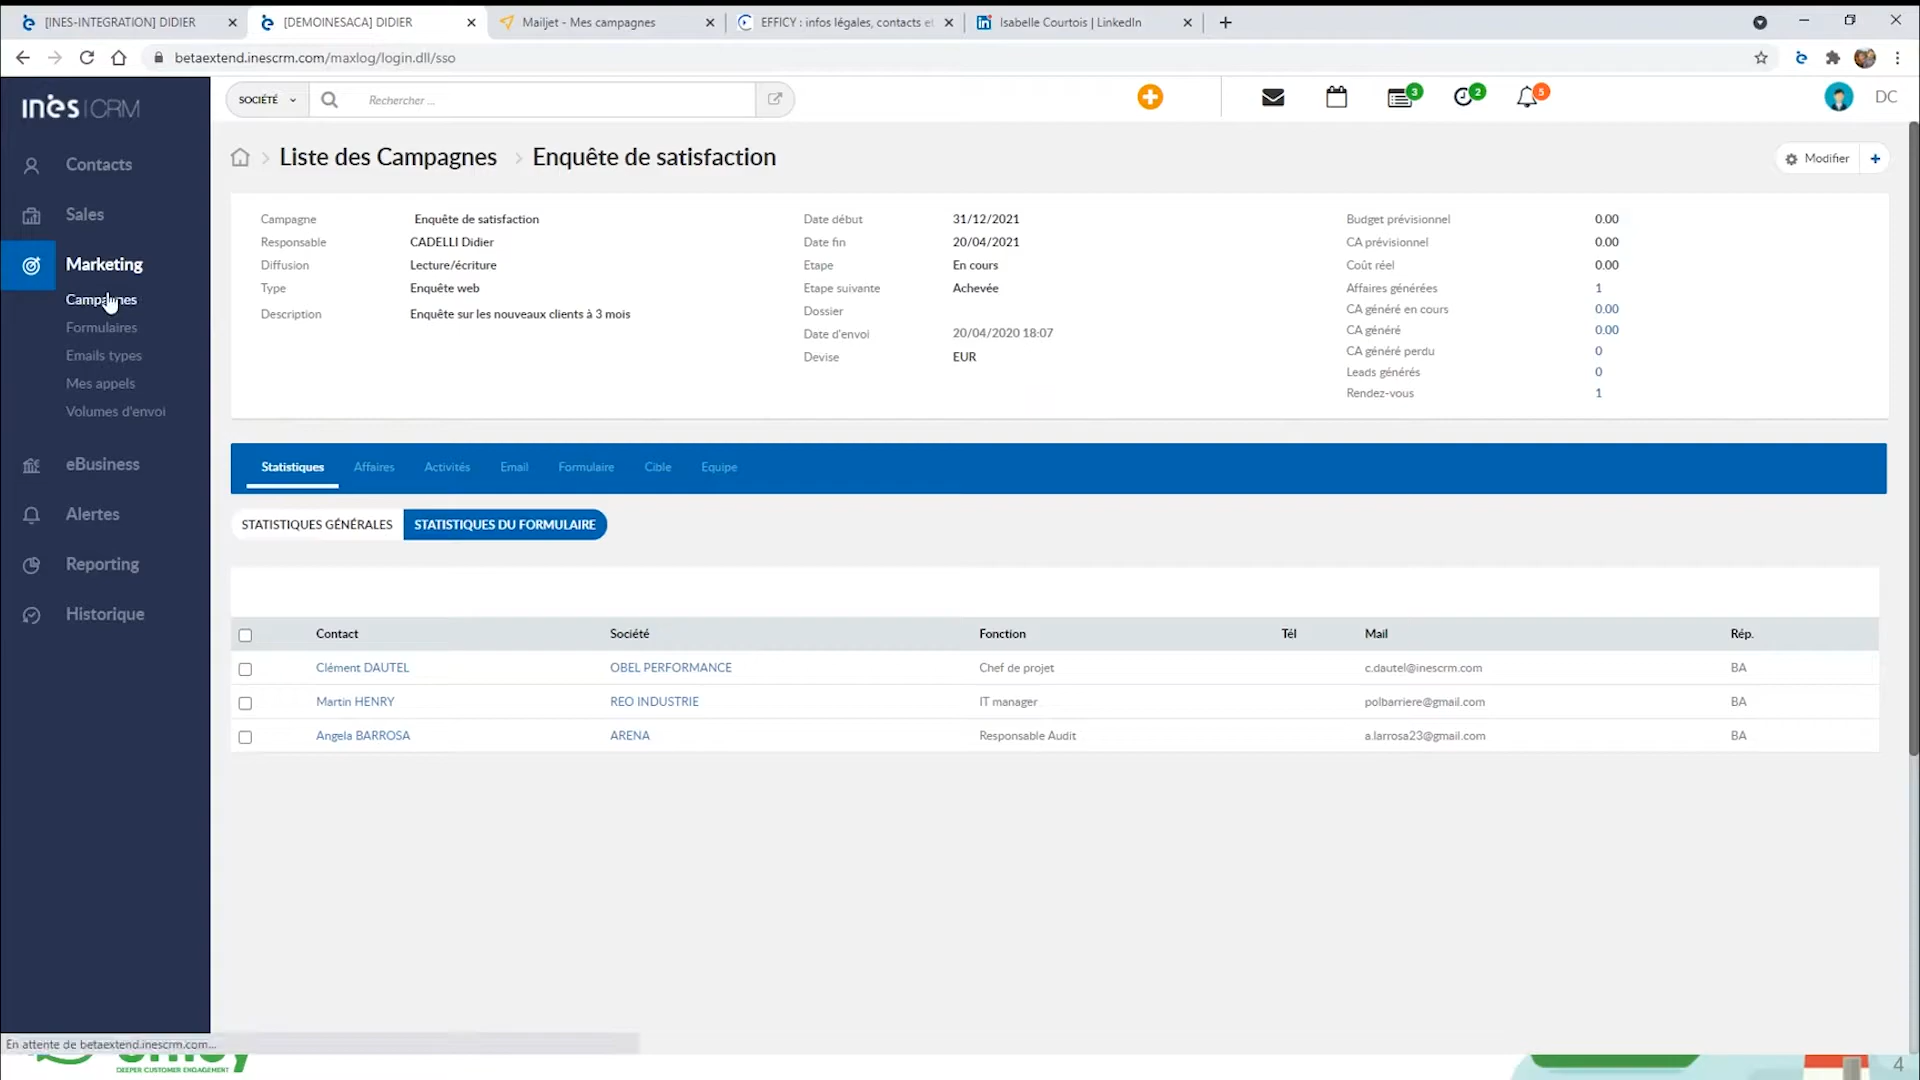 [INES-INTEGRATION] DIDIER
[DEMOINESACA] DIDIER
Mailjet - Mes campagnes
EFFICY : infos légales, contacts et
Isabelle Courtois | LinkedIn
betaextend.inescrm.com/maxlog/login.dll/sso
inès|CRM
SOCIÉTÉ
Rechercher ...
3
2
5
DC
Contacts
Sales
Marketing
Campagnes
Formulaires
Emails types
Mes appels
Volumes d'envoi
eBusiness
Alertes
Reporting
Historique
Liste des Campagnes > Enquête de satisfaction
Modifier +
Campagne Enquête de satisfaction
Responsable CADELLI Didier
Diffusion Lecture/écriture
Type Enquête web
Description Enquête sur les nouveaux clients à 3 mois
Date début 31/12/2021
Date fin 20/04/2021
Etape En cours
Etape suivante Achevée
Dossier
Date d'envoi 20/04/2020 18:07
Devise EUR
Budget prévisionnel 0.00
CA prévisionnel 0.00
Coût réel 0.00
Affaires générées 1
CA généré en cours 0.00
CA généré 0.00
CA généré perdu 0
Leads générés 0
Rendez-vous 1
Statistiques Affaires Activités Email Formulaire Cible Equipe
STATISTIQUES GÉNÉRALES STATISTIQUES DU FORMULAIRE
Contact Société Fonction Tél Mail Rép.
Clément DAUTEL OBEL PERFORMANCE Chef de projet c.dautel@inescrm.com BA
Martin HENRY REO INDUSTRIE IT manager polbarriere@gmail.com BA
Angela BARROSA ARENA Responsable Audit a.larrosa23@gmail.com BA
En attente de betaextend.inescrm.com...
DEEPER CUSTOMER ENGAGEMENT
4